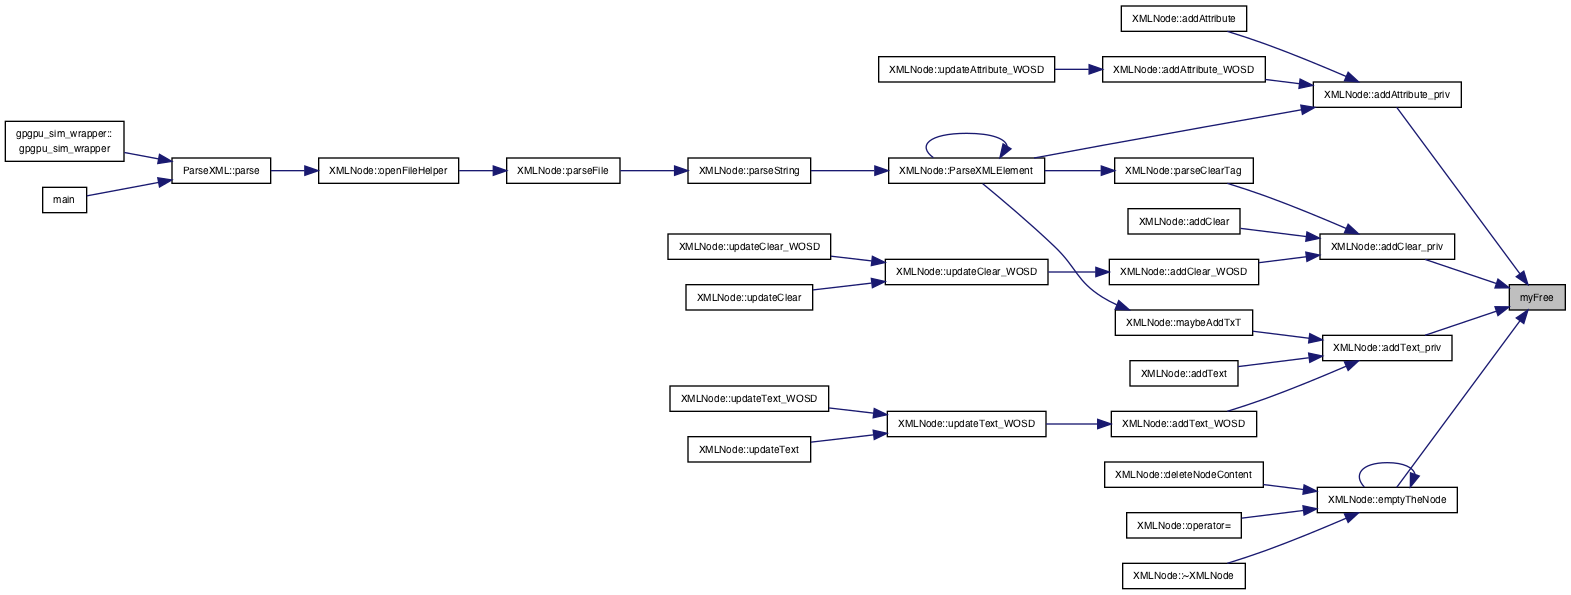 XMLNode::addAttribute
XMLNode::updateAttribute_WOSD
XMLNode::addAttribute_WOSD
XMLNode::addAttribute_priv
gpgpu_sim_wrapper::
gpgpu_sim_wrapper
main
ParseXML::parse
XMLNode::openFileHelper
XMLNode::parseFile
XMLNode::parseString
XMLNode::ParseXMLElement
XMLNode::parseClearTag
XMLNode::addClear
XMLNode::addClear_priv
XMLNode::updateClear_WOSD
XMLNode::updateClear
XMLNode::updateClear_WOSD
XMLNode::addClear_WOSD
myFree
XMLNode::maybeAddTxT
XMLNode::addText_priv
XMLNode::addText
XMLNode::updateText_WOSD
XMLNode::updateText
XMLNode::updateText_WOSD
XMLNode::addText_WOSD
XMLNode::deleteNodeContent
XMLNode::emptyTheNode
XMLNode::operator=
XMLNode::~XMLNode